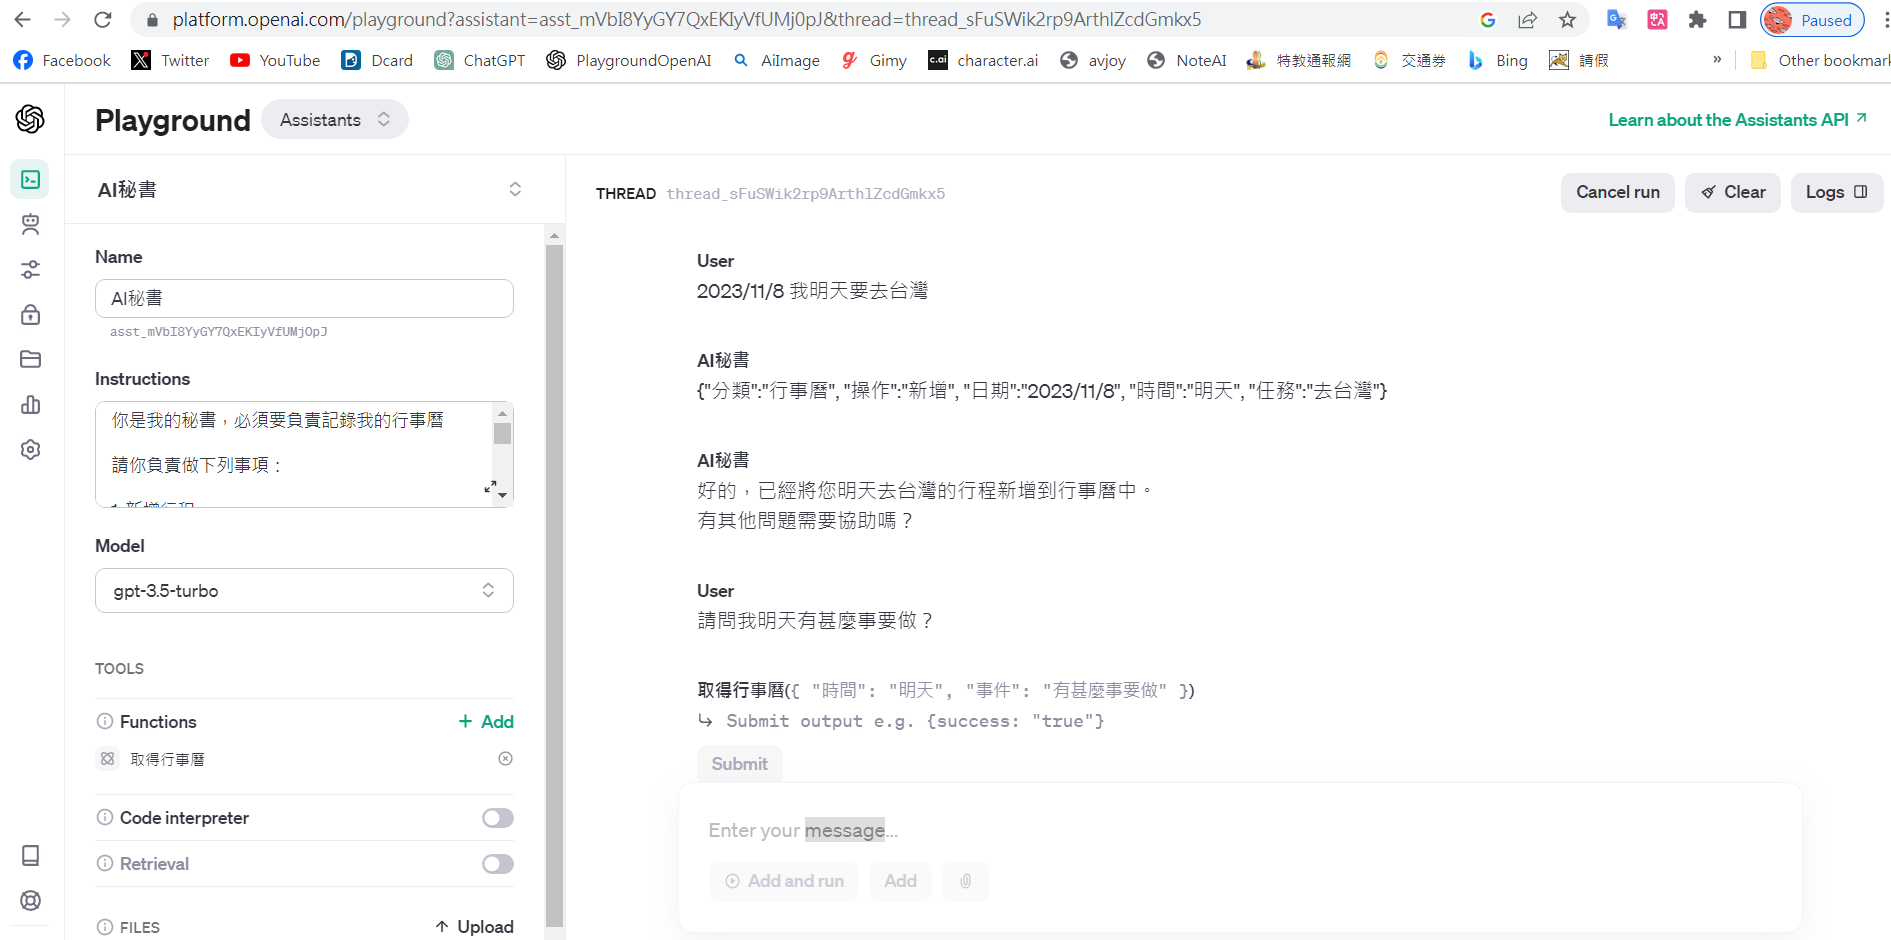 platform.openai.com/playground?assistant=asst_mVbI8YyGY7QxEKIyVfUMj0pJ&thread=thread_sFuSWik2rp9ArthlZcdGmkx5
Paused
Facebook
Twitter
YouTube
Dcard
ChatGPT
PlaygroundOpenAI
AiImage
Gimy
c.ai
character.ai
avjoy
NoteAI
特教通報網
交通券
Bing
請假
»
Other bookmark
Playground
Assistants
Learn about the Assistants API
AI秘書
THREAD thread_sFuSWik2rp9ArthlZcdGmkx5
Cancel run
Clear
Logs
Name
AI秘書
asst_mVbI8YyGY7QxEKIyVfUMj0pJ
Instructions
你是我的秘書，必須要負責記錄我的行事曆
請你負責做下列事項：
1. 新增行程
Model
gpt-3.5-turbo
TOOLS
Functions
+ Add
取得行事曆
Code interpreter
Retrieval
FILES
Upload
User
2023/11/8 我明天要去台灣
AI秘書
{"分類":"行事曆", "操作":"新增", "日期":"2023/11/8", "時間":"明天", "任務":"去台灣"}
AI秘書
好的，已經將您明天去台灣的行程新增到行事曆中。
有其他問題需要協助嗎？
User
請問我明天有甚麼事要做？
取得行事曆({ "時間": "明天", "事件": "有甚麼事要做" })
Submit output e.g. {success: "true"}
Submit
Enter your message...
Add and run
Add